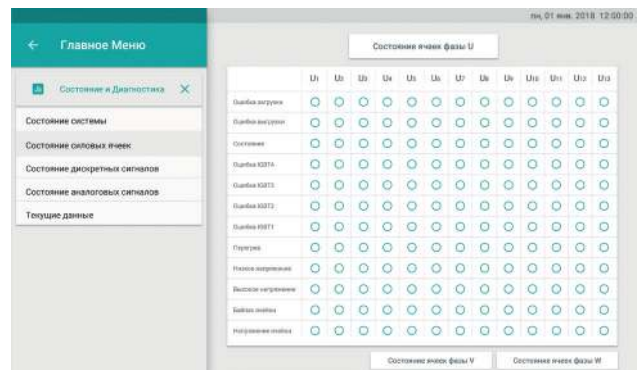 пн, 01 янв. 2018 12:00:00
Главное Меню
Состояние ячеек фазы U
Состояние и Диагностика
U1 U2 U3 U4 U5 U6 U7 U8 U9 U10 U11 U12 U13
Состояние системы
Состояние силовых ячеек
Состояние дискретных сигналов
Состояние аналоговых сигналов
Текущие данные
Ошибка загрузки
Ошибка выгрузки
Состояние
Ошибка IGBT4
Ошибка IGBT3
Ошибка IGBT2
Ошибка IGBT1
Перегрев
Низкое напряжение
Высокое напряжение
Байпас ячейки
Напряжение ячейки
Состояние ячеек фазы V
Состояние ячеек фазы W